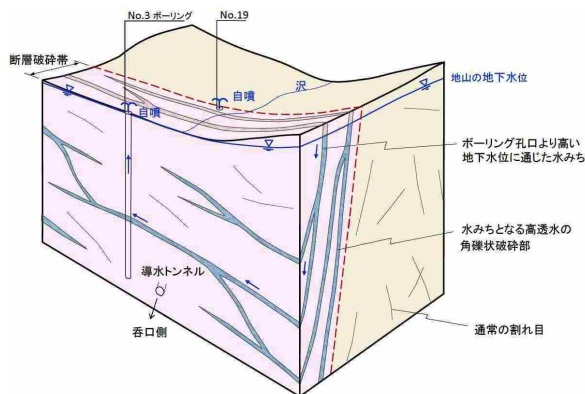 No.3 ボーリング
No.19
断層破砕帯
自噴
沢
地山の地下水位
自噴
ボーリング孔口より高い
地下水位に通じた水みち
水みちとなる高透水の
角礫状破砕部
導水トンネル
呑口側
通常の割れ目